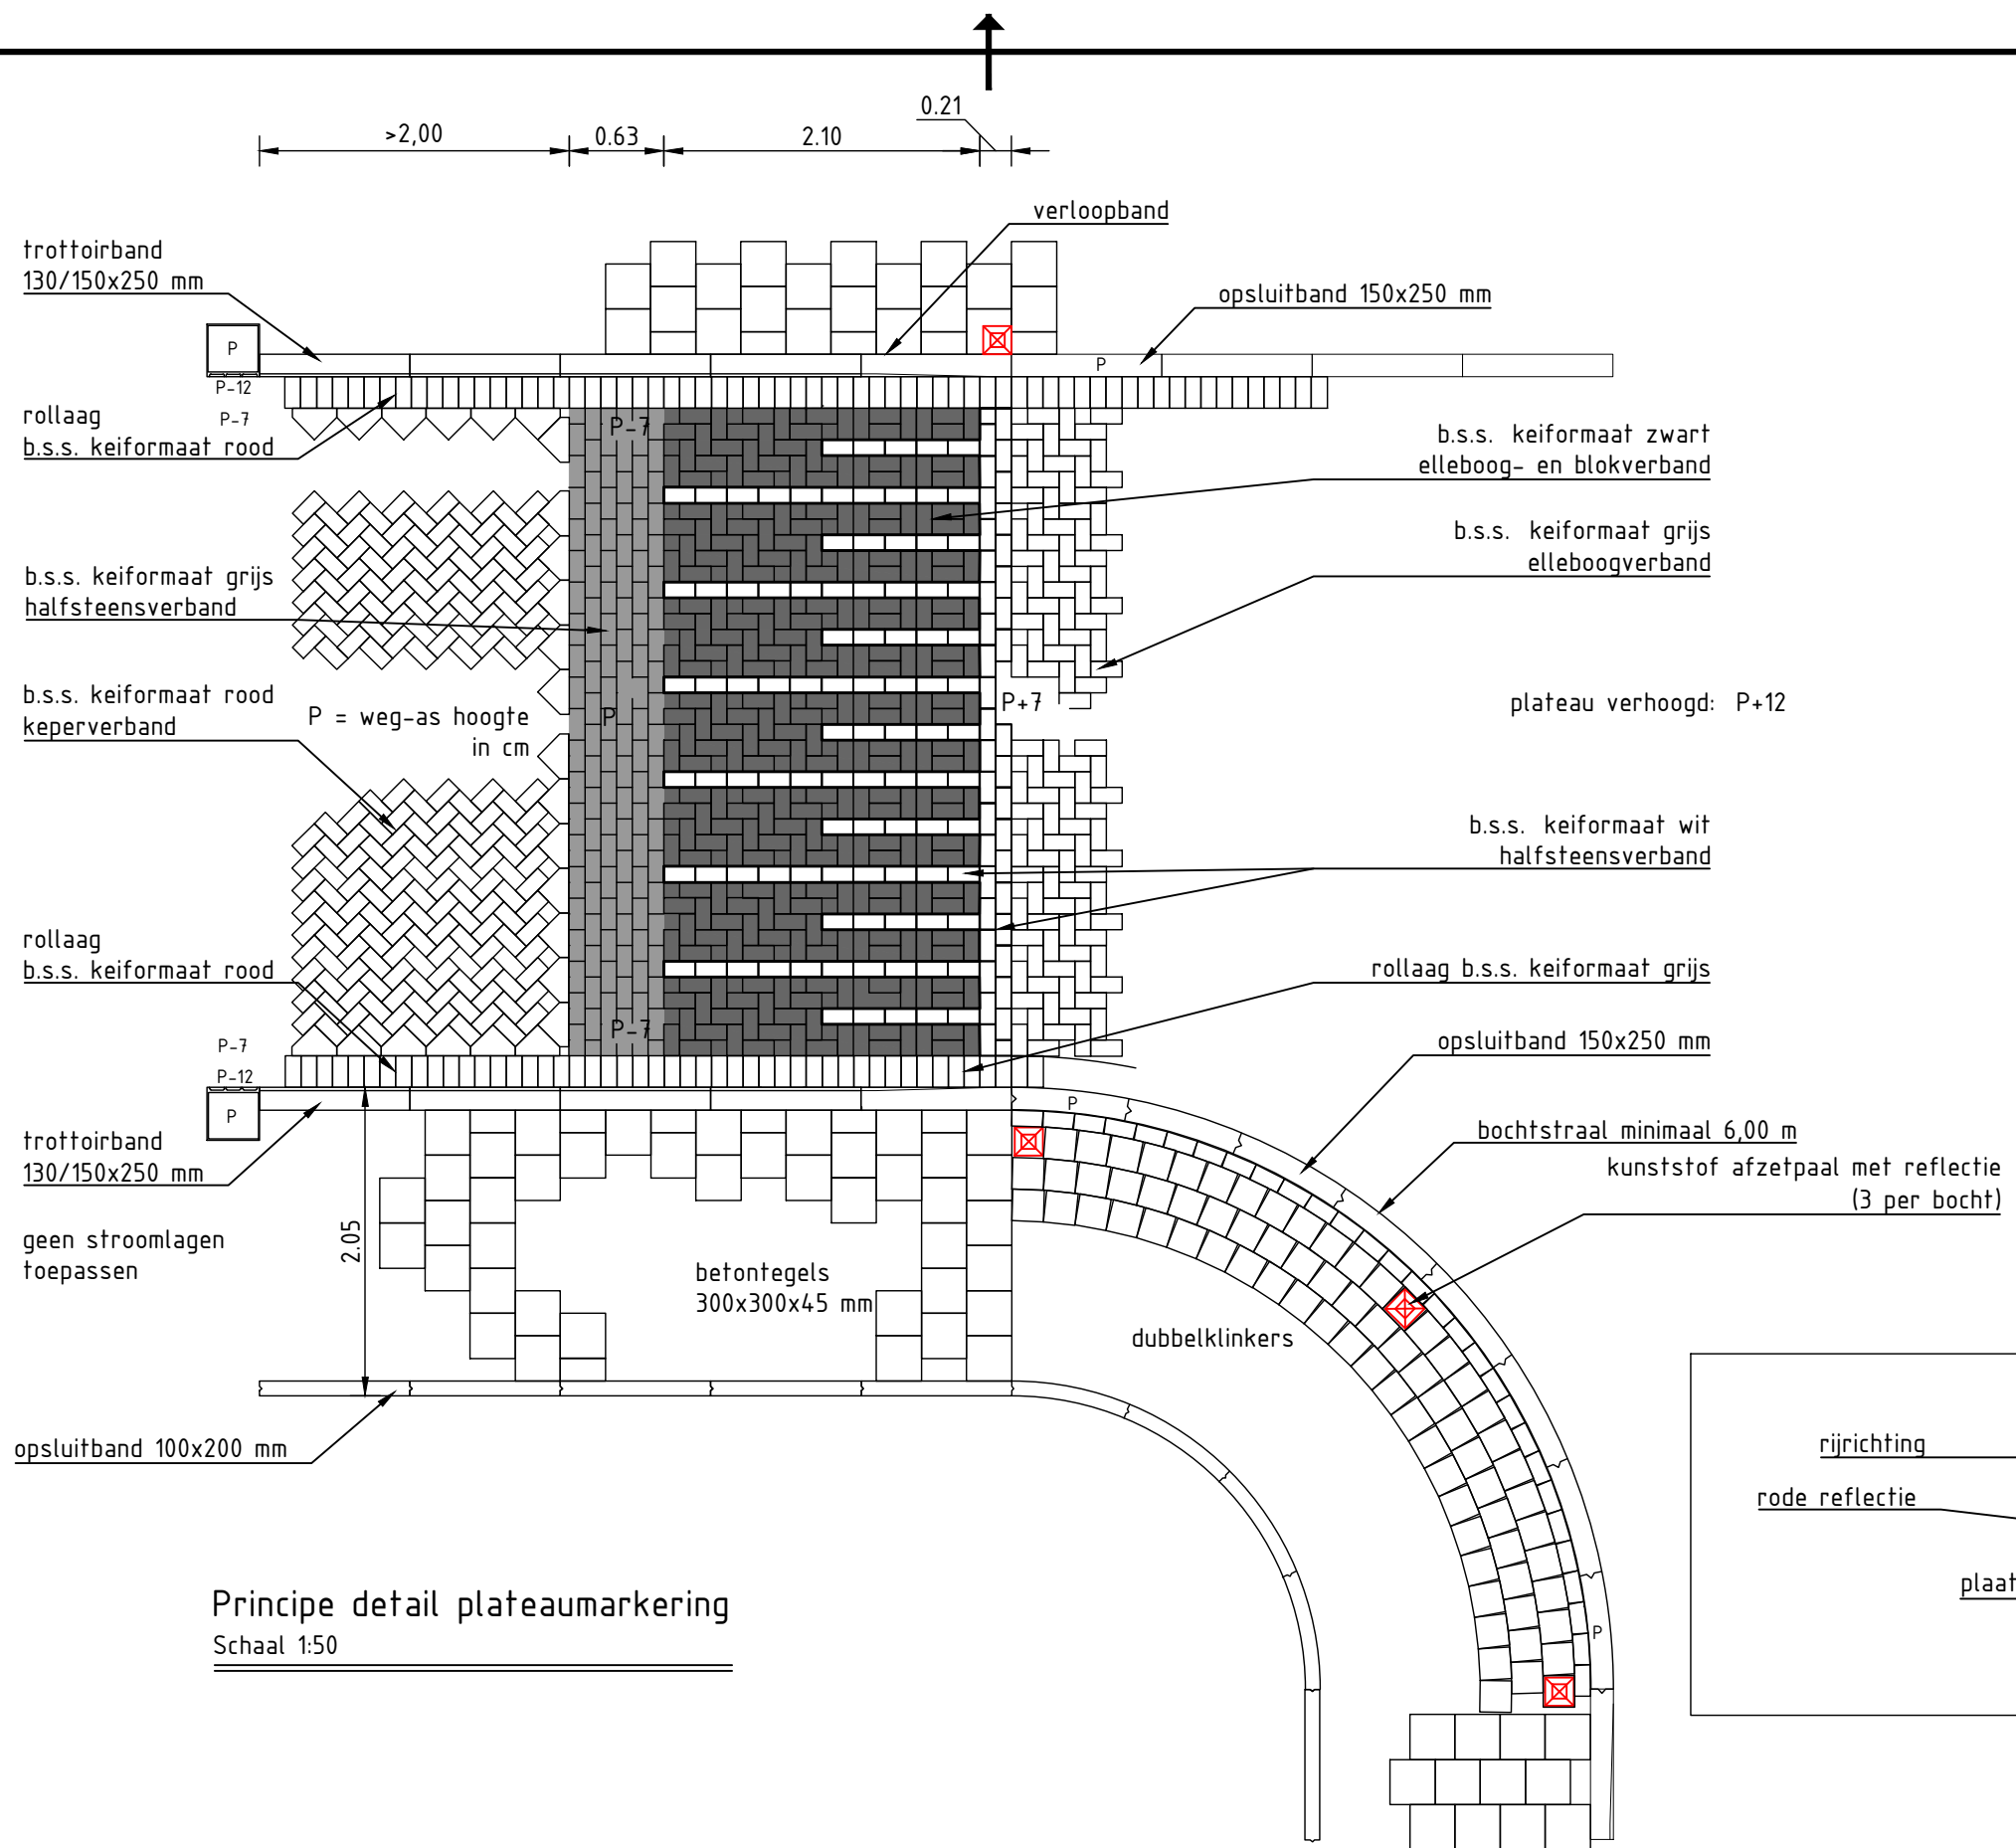 0.21
>2,00
0.63
2.10
verloopband
trottoirband
130/150x250 mm
opsluitband 150x250 mm
P
P
P-12
P-7
P-7
rollaag
b.s.s. keiformaat rood
b.s.s. keiformaat zwart
elleboog- en blokverband
b.s.s. keiformaat grijs
elleboogverband
b.s.s. keiformaat grijs
halfsteensverband
b.s.s. keiformaat rood
keperverband
P = weg-as hoogte
in cm
P
P+7
plateau verhoogd: P+12
b.s.s. keiformaat wit
halfsteensverband
rollaag
b.s.s. keiformaat rood
rollaag b.s.s. keiformaat grijs
P-7
P-7
P-12
P
opsluitband 150x250 mm
P
trottoirband
130/150x250 mm
bochtstraal minimaal 6,00 m
kunststof afzetpaal met reflectie
(3 per bocht)
geen stroomlagen
toepassen
2.05
betontegels
300x300x45 mm
dubbelklinkers
opsluitband 100x200 mm
rijrichting
rode reflectie
plaat
P
Principe detail plateaumarkering
Schaal 1:50